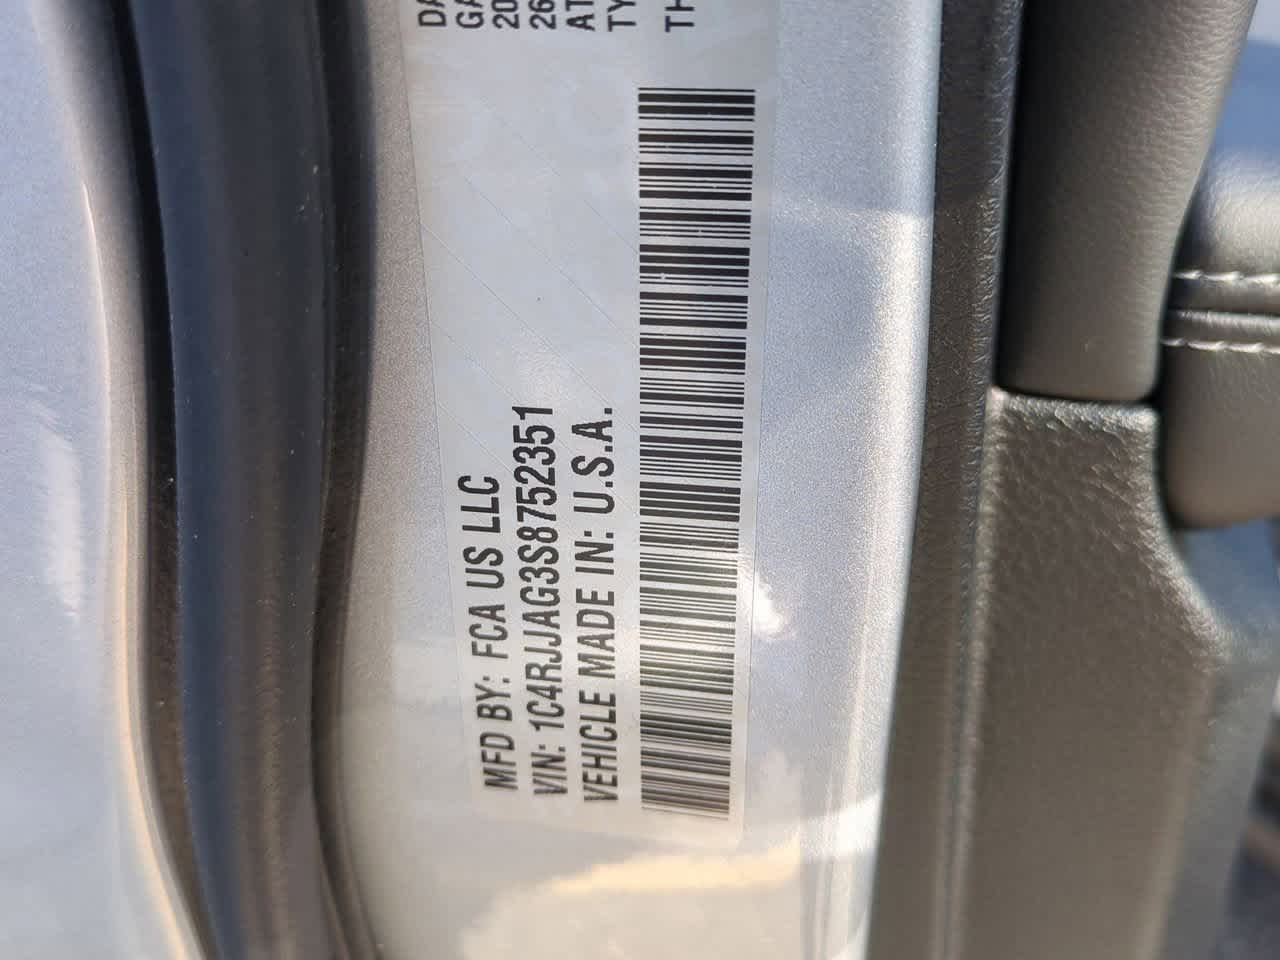 MFD BY: FCA US LLC
VIN: 1C4RJJAG3S8752351
VEHICLE MADE IN: U.S.A.